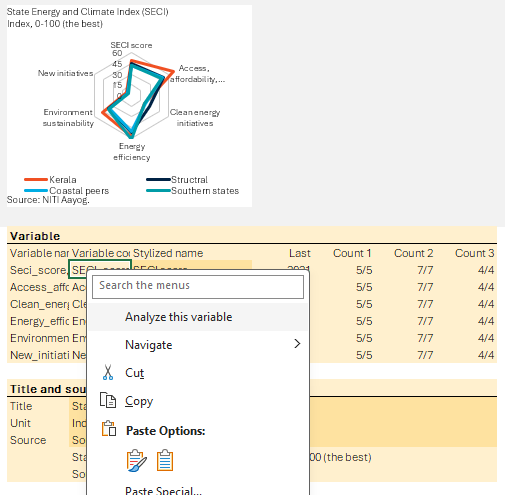 State Energy and Climate Index (SECI)
Index, 0-100 (the best)
SECI score
60
45
30
15
0
Access,
affordability,...
Clean energy
initiatives
Energy
efficiency
Environment
sustainability
New initiatives
Kerala
Structral
Coastal peers
Southern states
Source: NITI Aayog.
Variable
Variable nar Variable co Stylized name Last Count 1 Count 2 Count 3
Seci_score, 5/5 7/7 4/4
Access_affo Ac 5/5 7/7 4/4
Clean_energ Cle 5/5 7/7 4/4
Energy_effic En 5/5 7/7 4/4
Environmen En 5/5 7/7 4/4
New_initiati Ne 5/5 7/7 4/4
Title and sou
Title Sta
Unit Ind
Source So
Sta 00 (the best)
So
Search the menus
Analyze this variable
Navigate
Cut
Copy
Paste Options:
Paste Special...